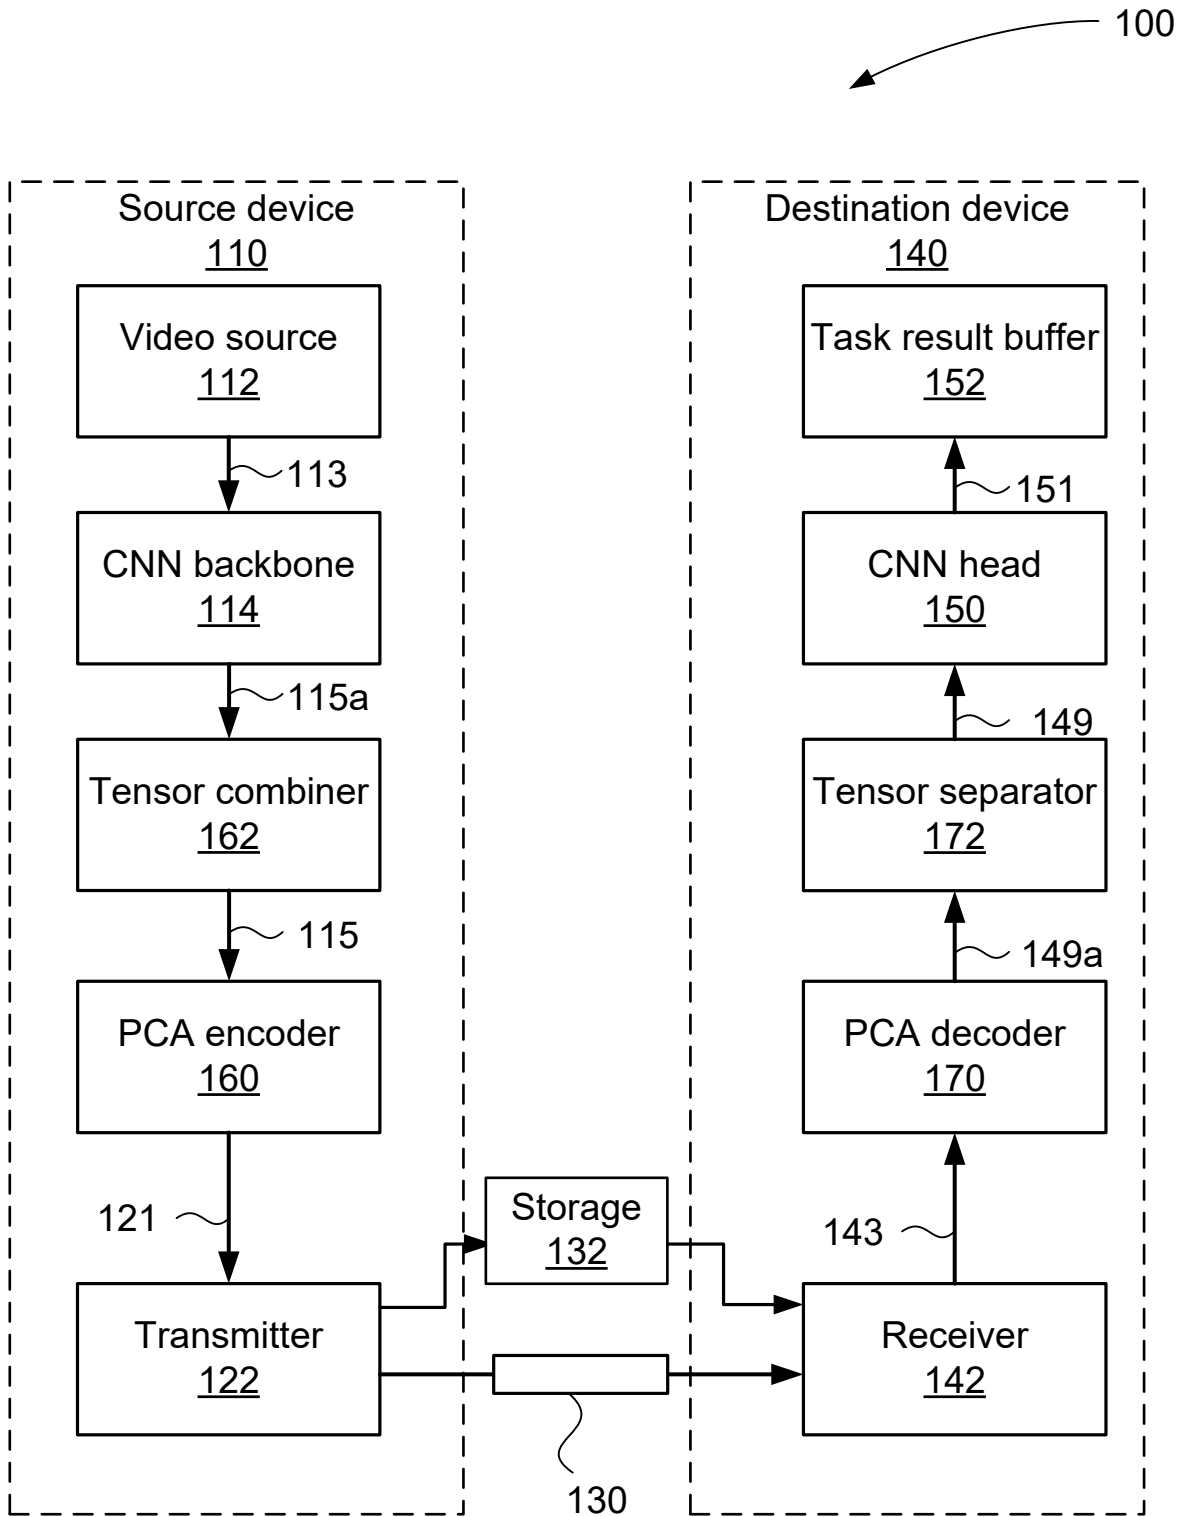 100
Source device
110
Video source
112
113
CNN backbone
114
115a
Tensor combiner
162
115
PCA encoder
160
121
Transmitter
122
Storage
132
130
Destination device
140
Task result buffer
152
151
CNN head
150
149
Tensor separator
172
149a
PCA decoder
170
143
Receiver
142